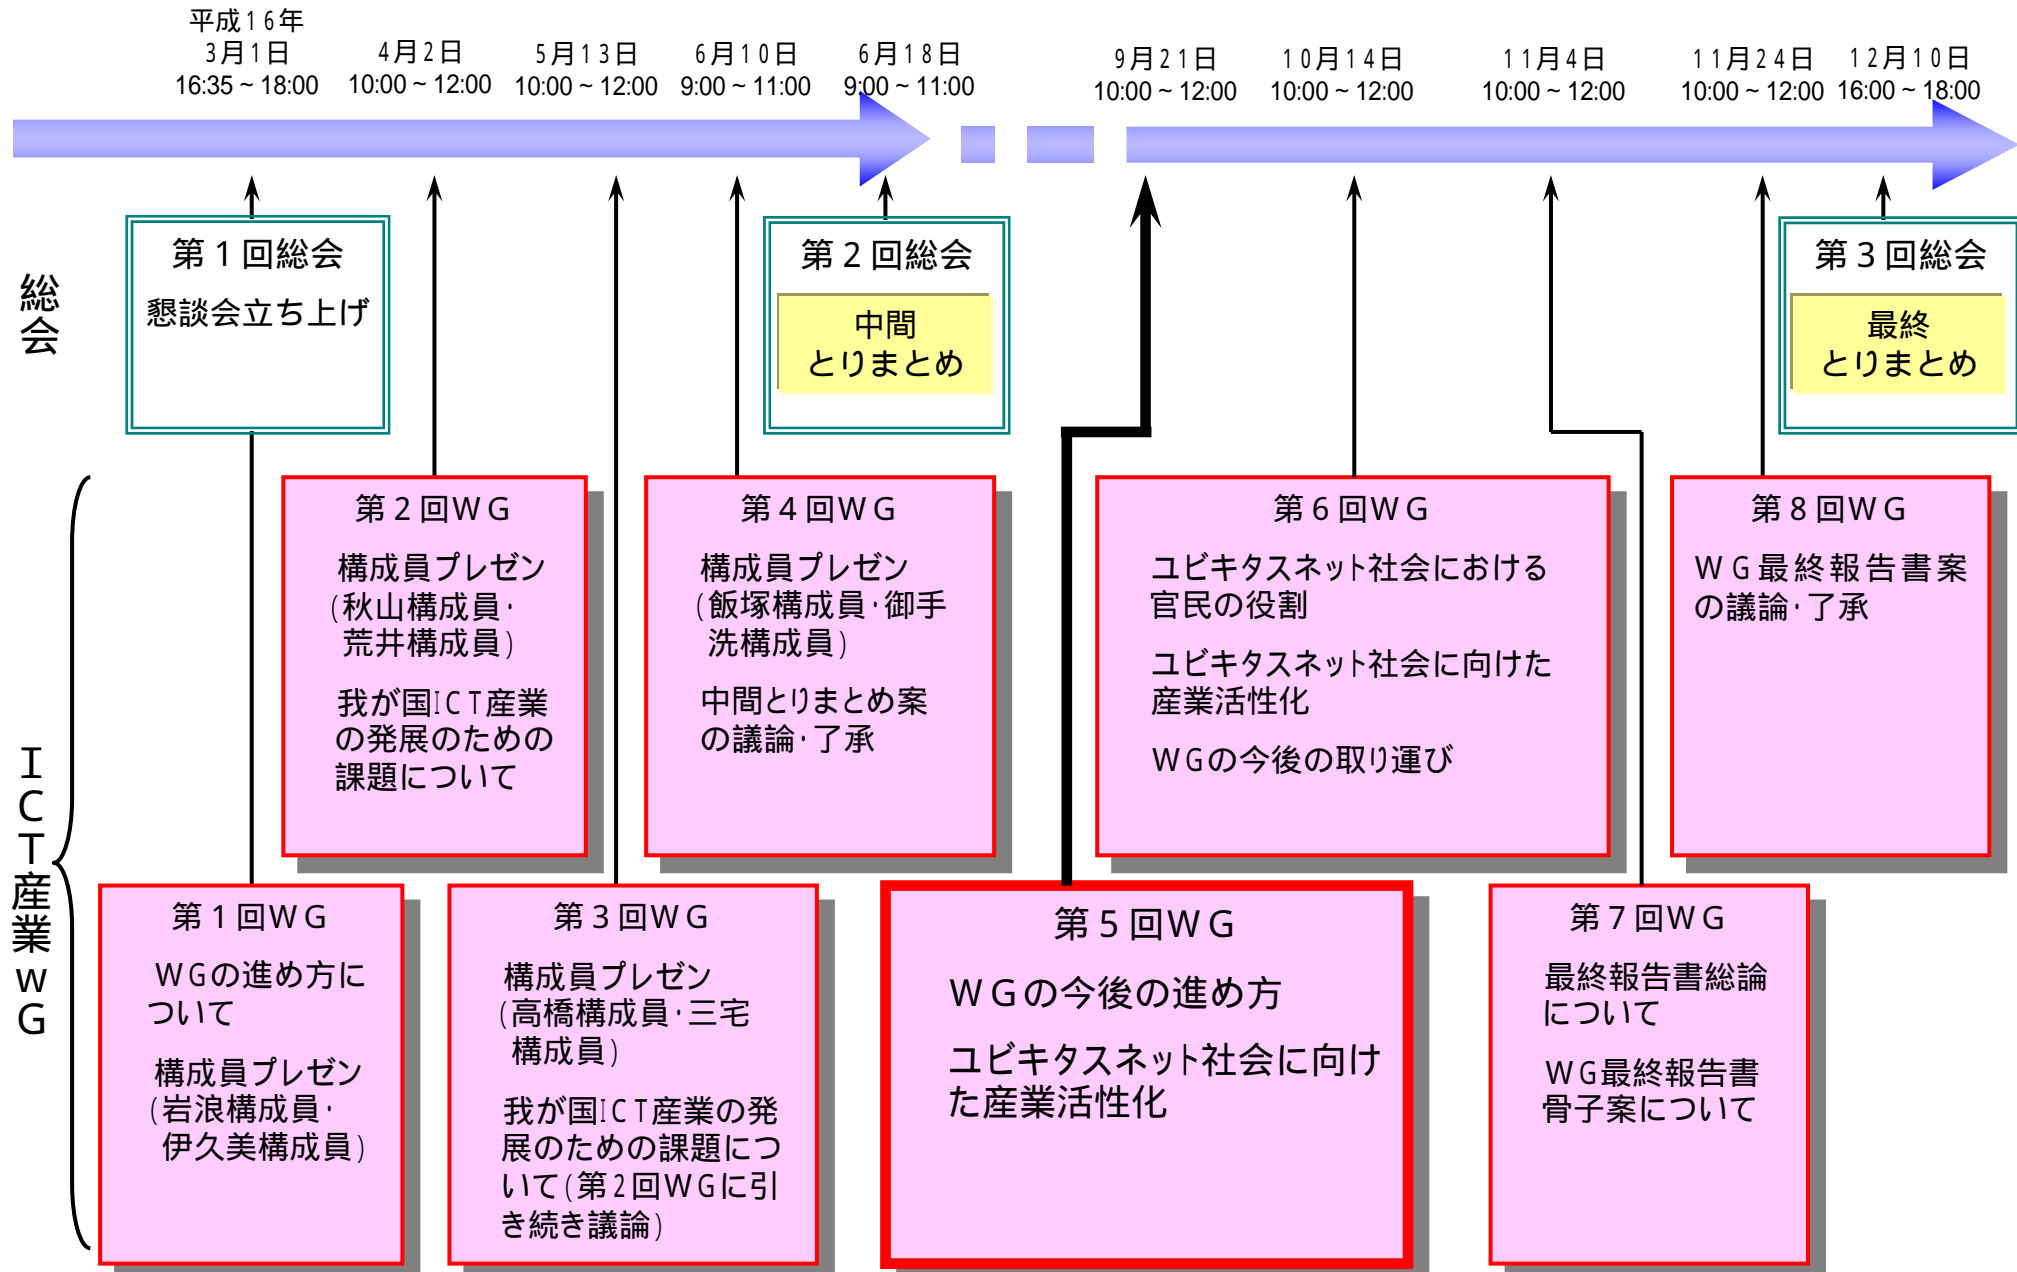 平成16年
3月1日
16:35 ~ 18:00
4月2日
10:00 ~ 12:00
5月13日
10:00 ~ 12:00
6月10日
9:00 ~ 11:00
6月18日
9:00 ~ 11:00
9月21日
10:00 ~ 12:00
10月14日
10:00 ~ 12:00
11月4日
10:00 ~ 12:00
11月24日
10:00 ~ 12:00
12月10日
16:00 ~ 18:00
総会
第1回総会
懇談会立ち上げ
第2回総会
中間
とりまとめ
第3回総会
最終
とりまとめ
ICT産業WG
第2回WG
構成員プレゼン
(秋山構成員・
荒井構成員)
我が国ICT産業
の発展のための
課題について
第4回WG
構成員プレゼン
(飯塚構成員・御手
洗構成員)
中間とりまとめ案
の議論・了承
第6回WG
ユビキタスネット社会における
官民の役割
ユビキタスネット社会に向けた
産業活性化
WGの今後の取り運び
第8回WG
WG最終報告書案
の議論・了承
第1回WG
WGの進め方に
ついて
構成員プレゼン
(岩浪構成員・
伊久美構成員)
第3回WG
構成員プレゼン
(高橋構成員・三宅
構成員)
我が国ICT産業の発
展のための課題につ
いて(第2回WGに引
き続き議論)
第5回WG
WGの今後の進め方
ユビキタスネット社会に向け
た産業活性化
第7回WG
最終報告書総論
について
WG最終報告書
骨子案について